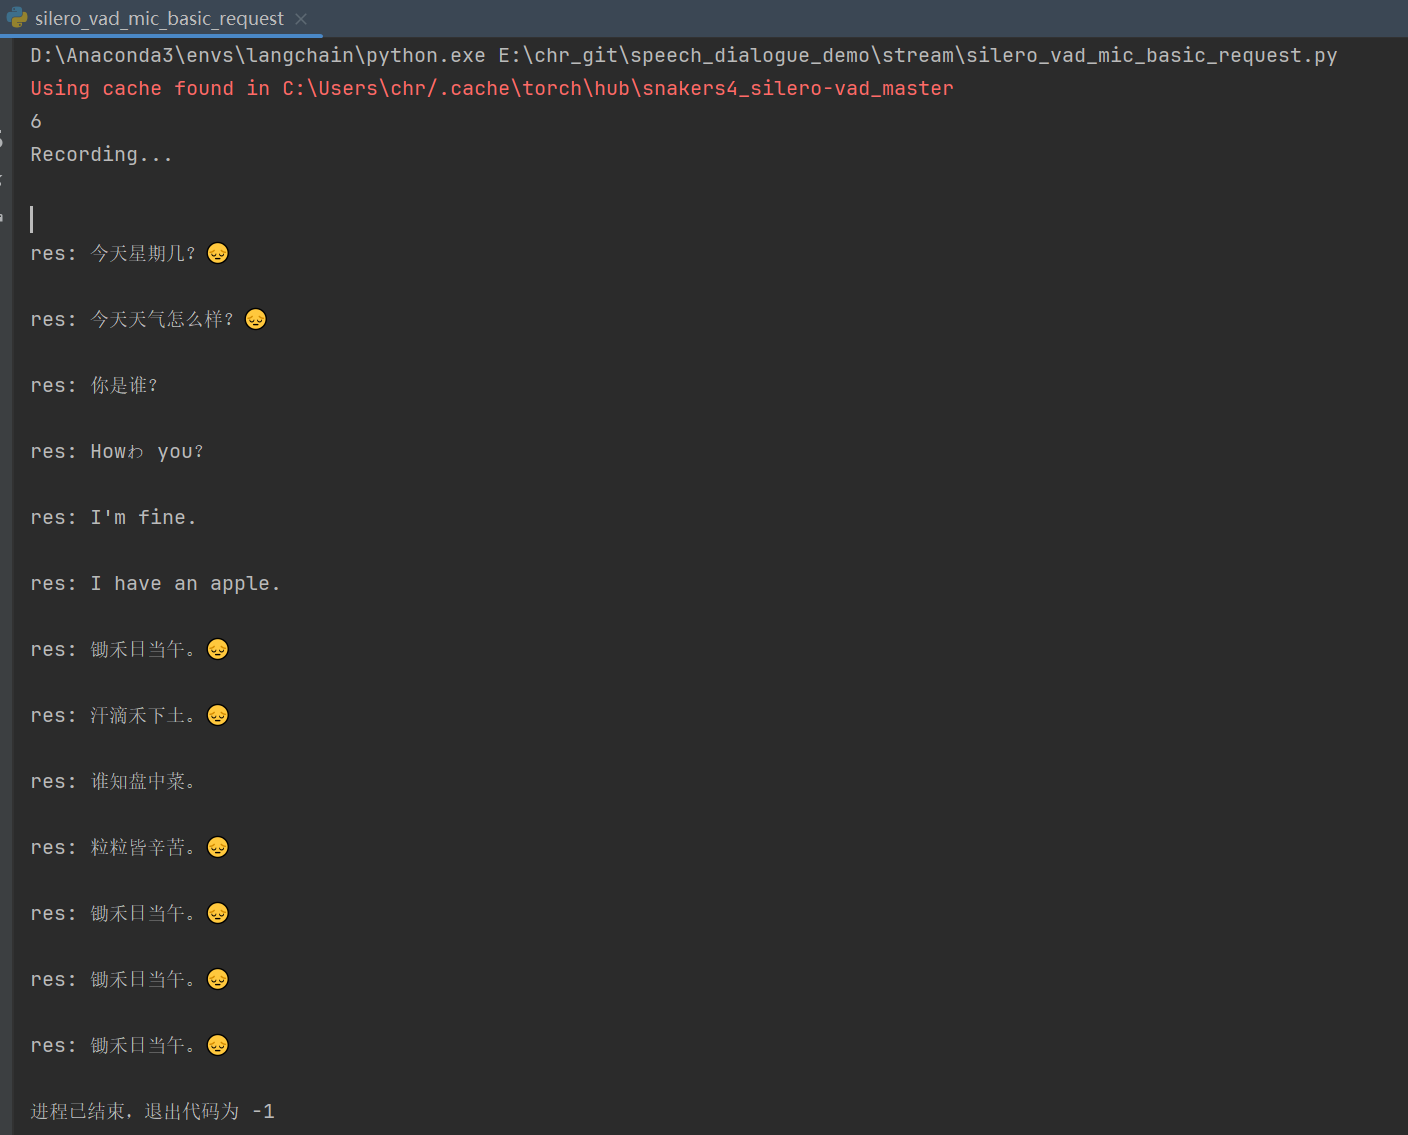 silero_vad_mic_basic_request
D:\Anaconda3\envs\langchain\python.exe E:\chr_git\speech_dialogue_demo\stream\silero_vad_mic_basic_request.py
Using cache found in C:\Users\chr/.cache\torch\hub\snakers4_silero-vad_master
6
Recording...
res: 今天星期几？😔
res: 今天天气怎么样？😔
res: 你是谁？
res: Howわ you？
res: I'm fine.
res: I have an apple.
res: 锄禾日当午。😔
res: 汗滴禾下土。😔
res: 谁知盘中菜。
res: 粒粒皆辛苦。😔
res: 锄禾日当午。😔
res: 锄禾日当午。😔
res: 锄禾日当午。😔
进程已结束，退出代码为 -1